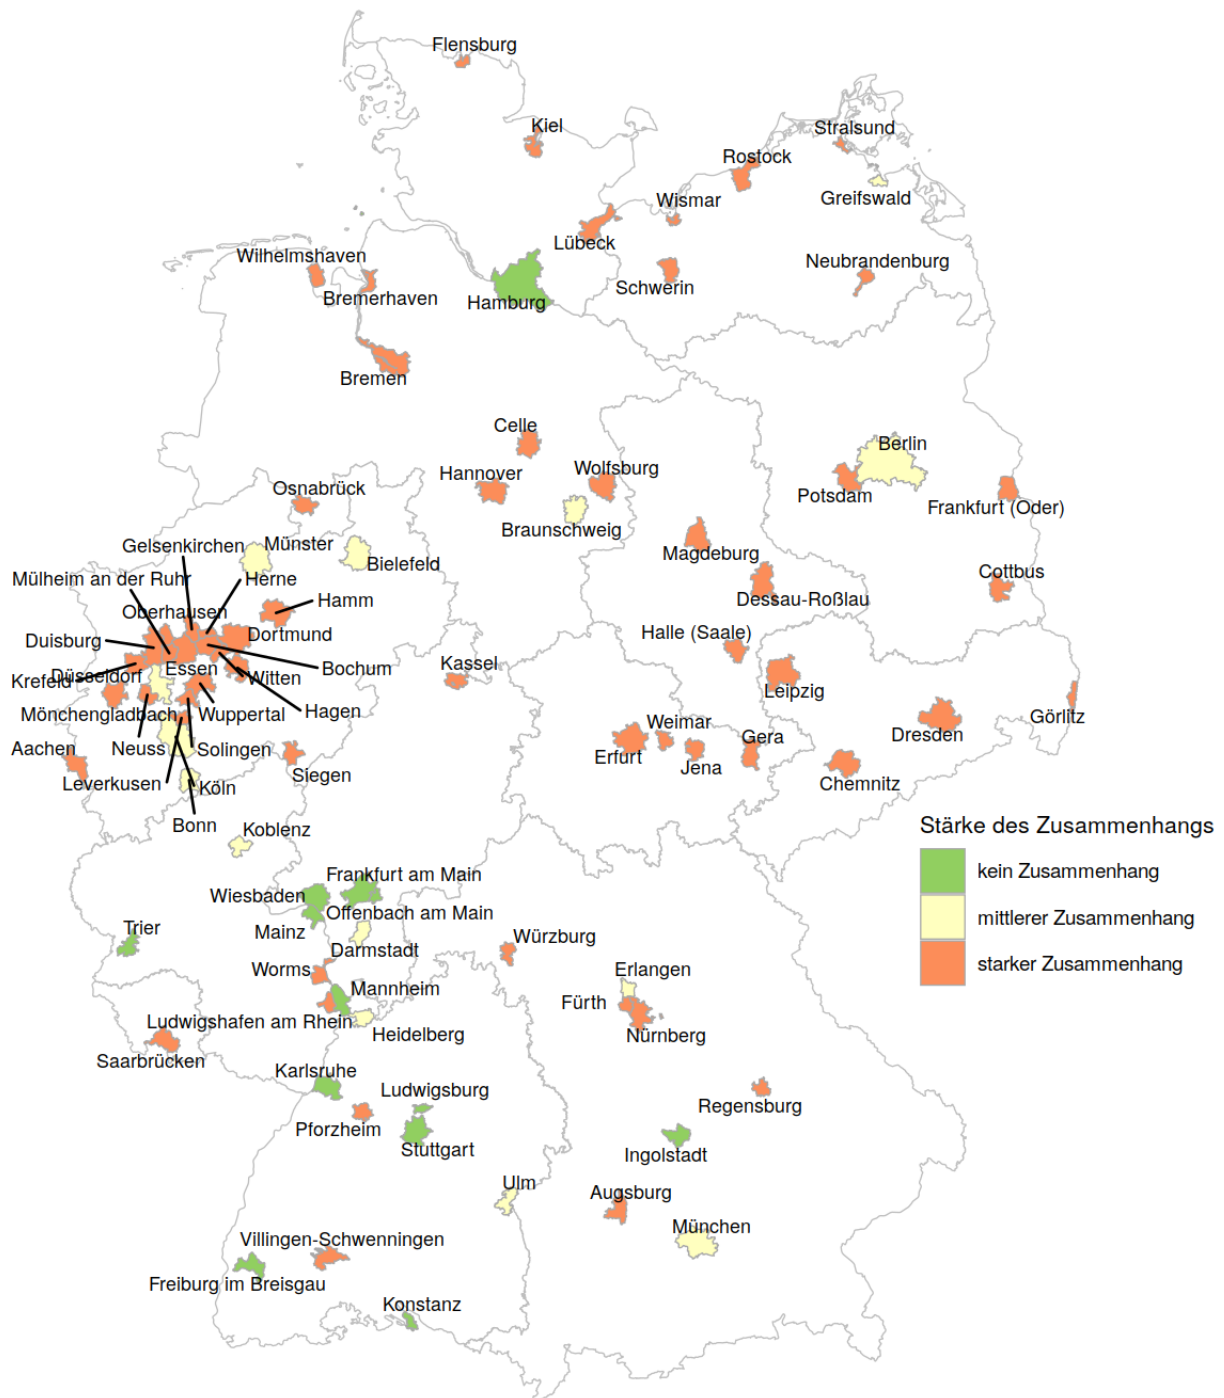 Flensburg
Kiel
Stralsund
Rostock
Greifswald
Wismar
Lübeck
Wilhelmshaven
Neubrandenburg
Schwerin
Bremerhaven
Hamburg
Bremen
Celle
Berlin
Hannover
Wolfsburg
Osnabrück
Potsdam
Frankfurt (Oder)
Braunschweig
Gelsenkirchen
Münster
Magdeburg
Bielefeld
Mülheim an der Ruhr
Herne
Cottbus
Hamm
Dessau-Roßlau
Oberhausen
Duisburg
Dortmund
Halle (Saale)
Bochum
Kassel
Essen
Düsseldorf
Krefeld
Witten
Leipzig
Hagen
Mönchengladbach
Wuppertal
Görlitz
Weimar
Gera
Dresden
Aachen
Neuss
Solingen
Erfurt
Jena
Siegen
Leverkusen
Köln
Chemnitz
Bonn
Koblenz
Stärke des Zusammenhangs
kein Zusammenhang
mittlerer Zusammenhang
starker Zusammenhang
Frankfurt am Main
Wiesbaden
Offenbach am Main
Trier
Mainz
Würzburg
Darmstadt
Worms
Erlangen
Mannheim
Fürth
Ludwigshafen am Rhein
Heidelberg
Nürnberg
Saarbrücken
Karlsruhe
Ludwigsburg
Regensburg
Pforzheim
Stuttgart
Ingolstadt
Ulm
Augsburg
München
Villingen-Schwenningen
Freiburg im Breisgau
Konstanz